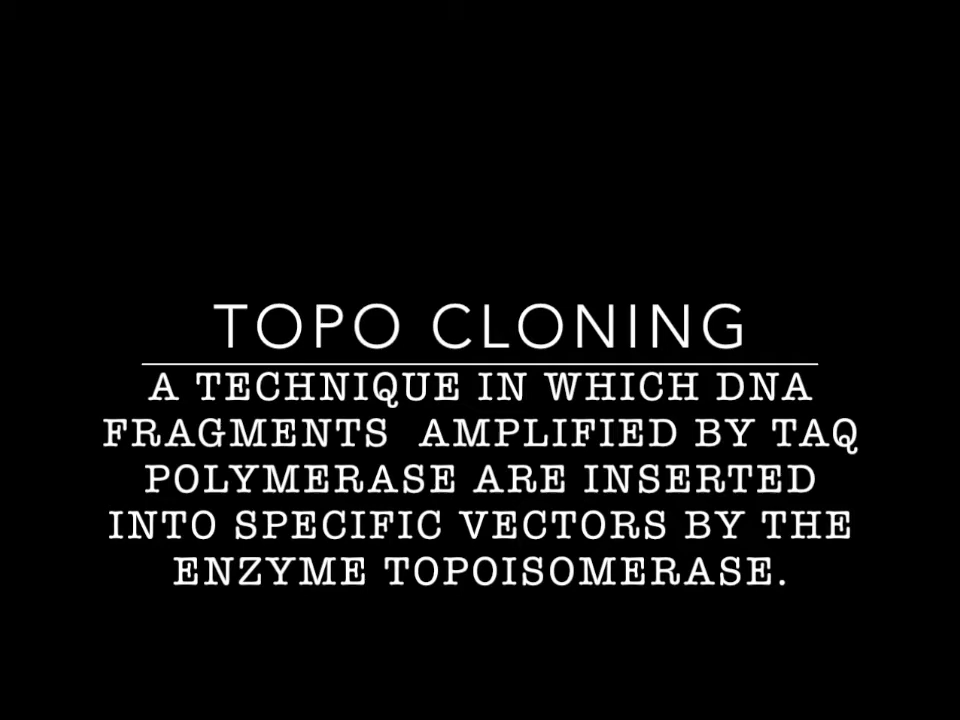 TOPO CLONING
A TECHNIQUE IN WHICH DNA
FRAGMENTS  AMPLIFIED BY TAQ
POLYMERASE ARE INSERTED
INTO SPECIFIC VECTORS BY THE
ENZYME TOPOISOMERASE.